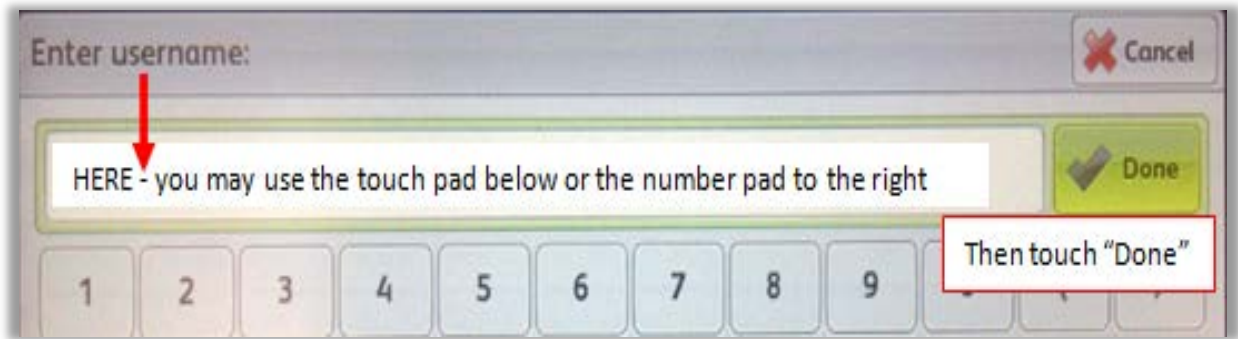 Enter username:
Cancel
HERE - you may use the touch pad below or the number pad to the right
Done
Then touch “Done”
1 2 3 4 5 6 7 8 9